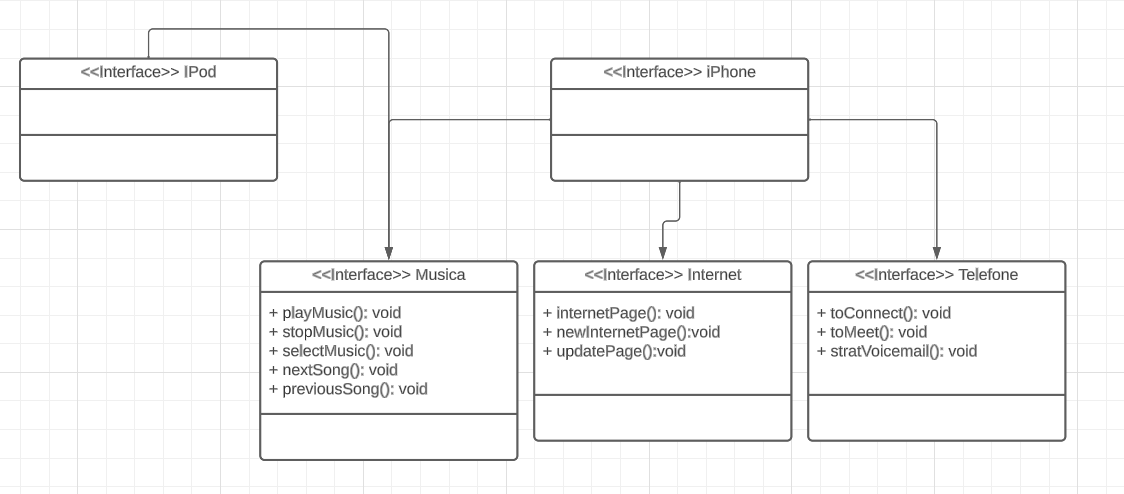 <<Interface>> IPod
<<Interface>> iPhone
<<Interface>> Musica
+ playMusic(): void
+ stopMusic(): void
+ selectMusic(): void
+ nextSong(): void
+ previousSong(): void
<<Interface>> Internet
+ internetPage(): void
+ newInternetPage():void
+ updatePage():void
<<Interface>> Telefone
+ toConnect(): void
+ toMeet(): void
+ stratVoicemail(): void